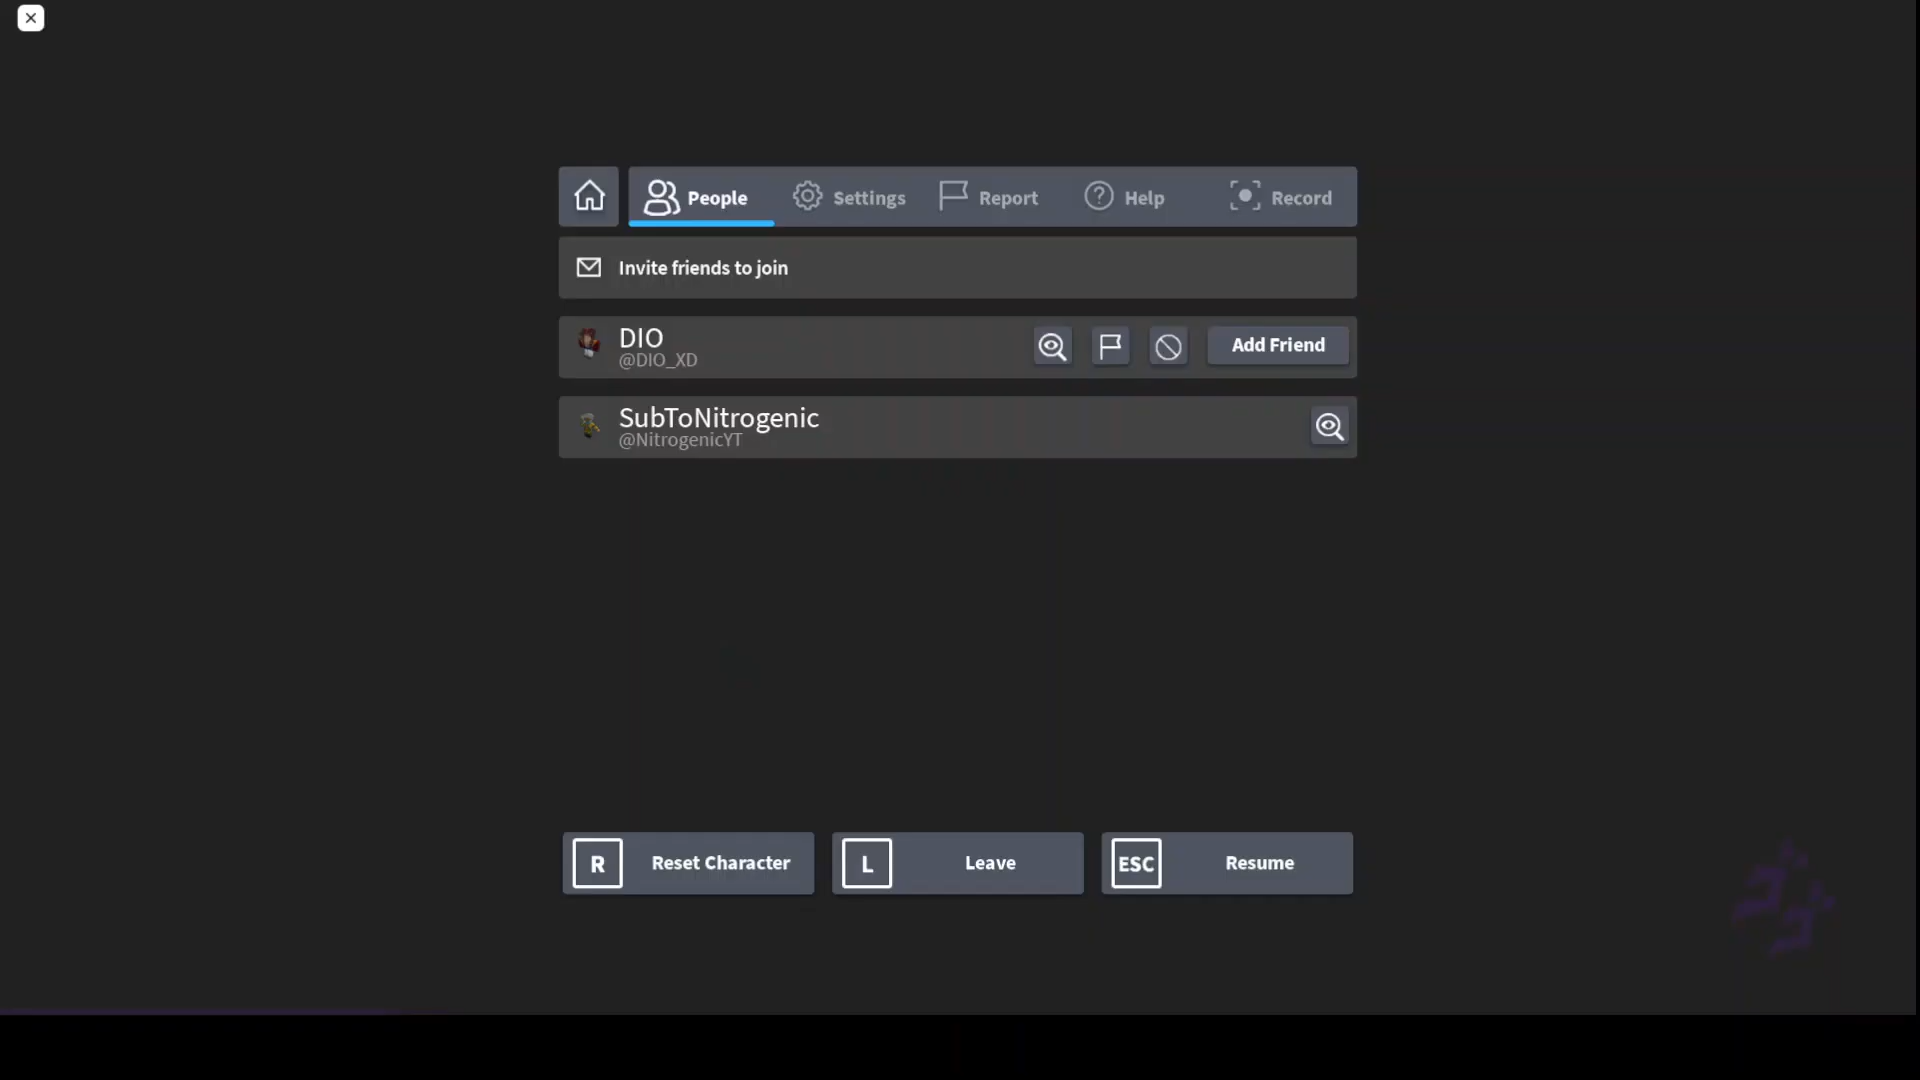 People
Settings
Report
Help
Record
Invite friends to join
DIO
@DIO_XD
Add Friend
SubToNitrogenic
@NitrogenicYT
R Reset Character
L Leave
ESC Resume